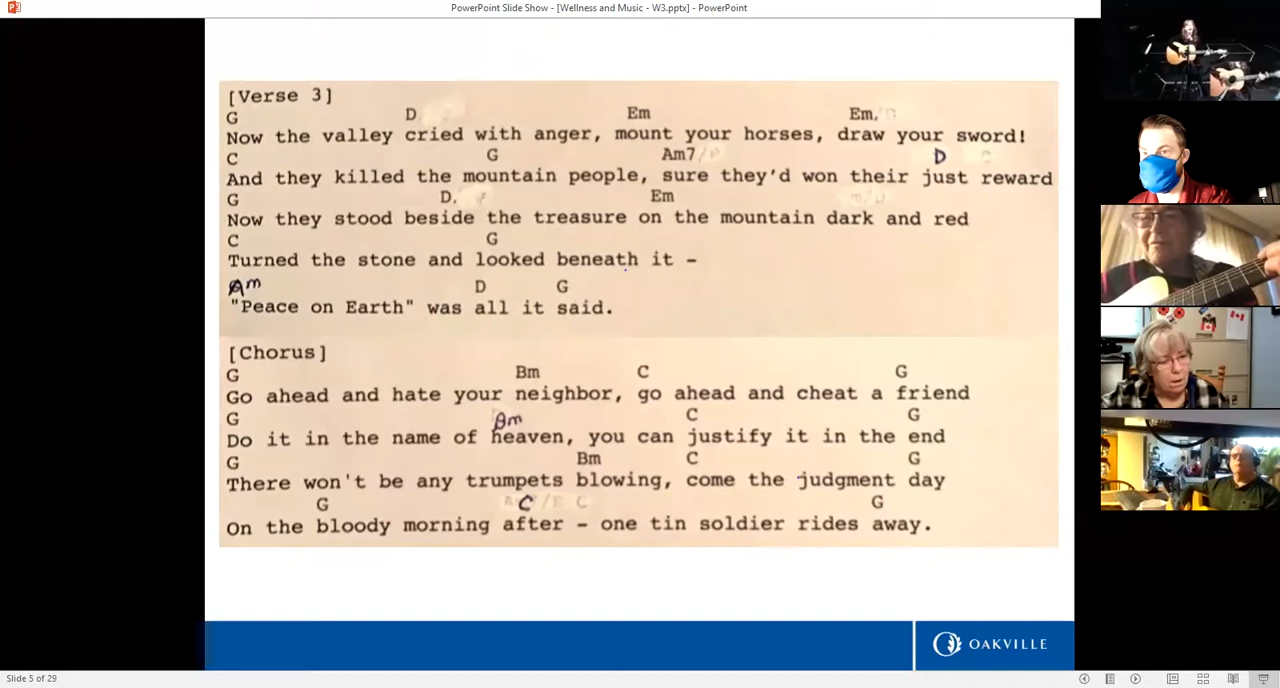 PowerPoint Slide Show - [Wellness and Music - W3.pptx] - PowerPoint
[Verse 3]
G D Em Em
Now the valley cried with anger, mount your horses, draw your sword!
C G Am7 D
And they killed the mountain people, sure they'd won their just reward
G D Em
Now they stood beside the treasure on the mountain dark and red
C G
Turned the stone and looked beneath it -
Am D G
"Peace on Earth" was all it said.
[Chorus]
G Bm C G
Go ahead and hate your neighbor, go ahead and cheat a friend
G Bm C G
Do it in the name of heaven, you can justify it in the end
G Bm C G
There won't be any trumpets blowing, come the judgment day
G C G
On the bloody morning after - one tin soldier rides away.
OAKVILLE
Slide 5 of 29